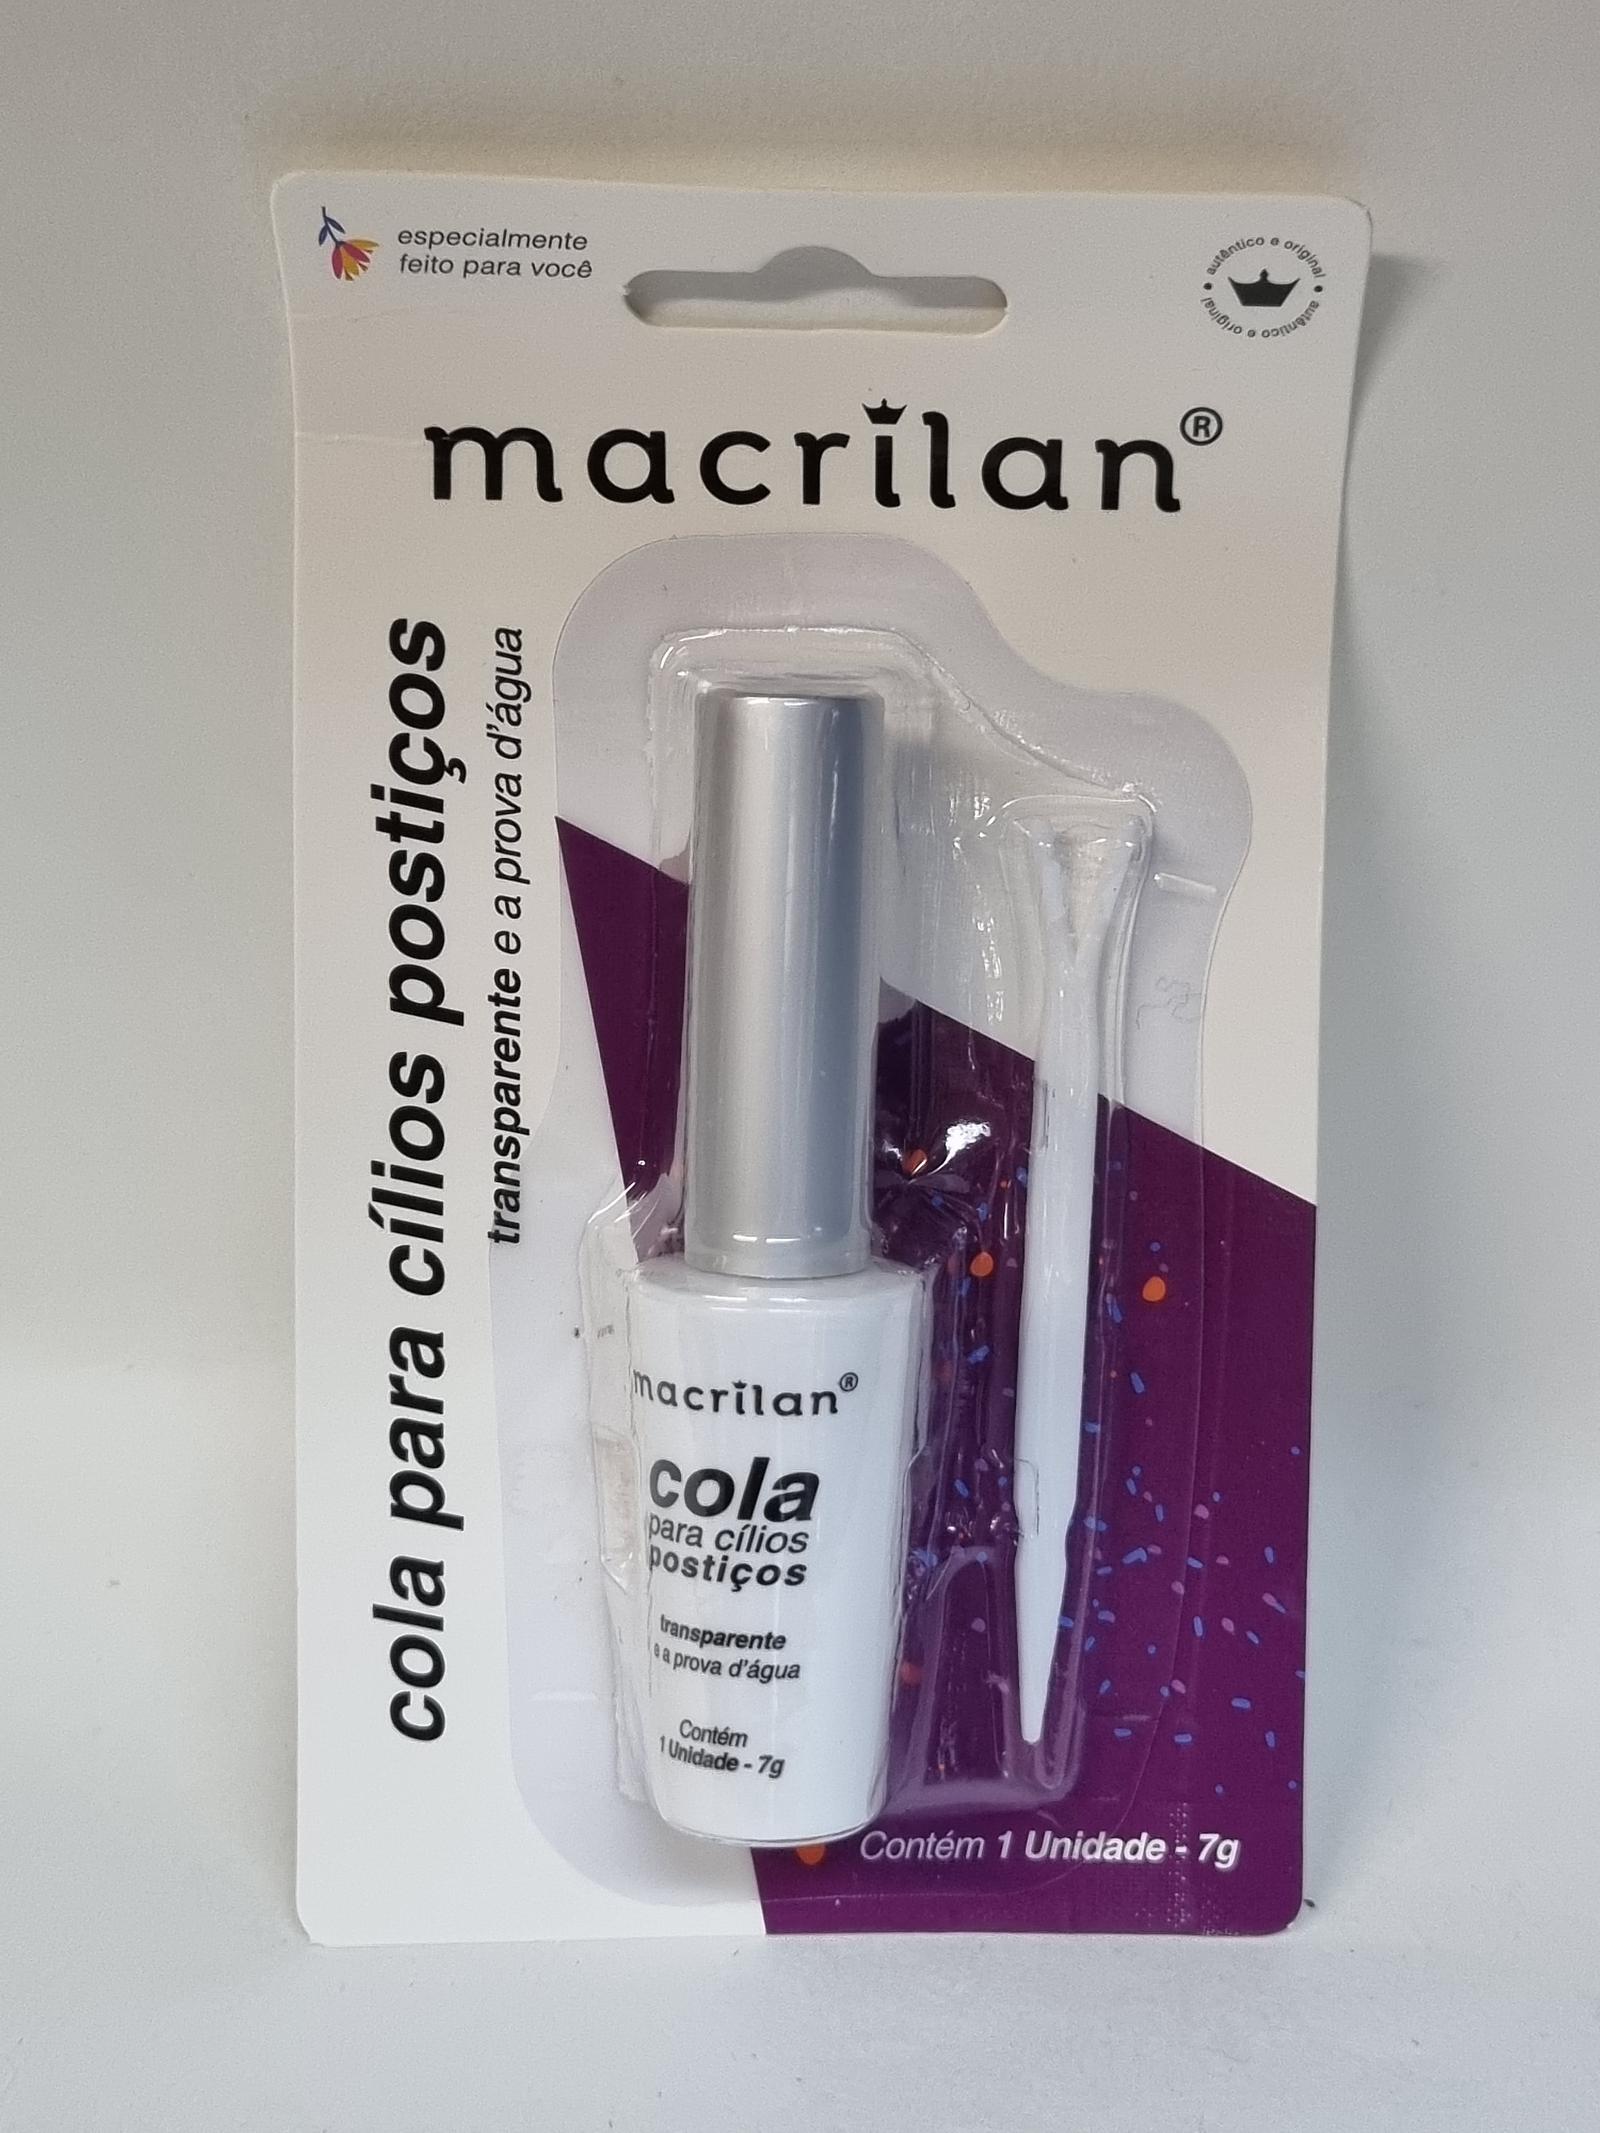 especialmente
feito para você
autêntico e original • autêntico e original •
macrilan®
cola para cílios postiços
transparente e a prova d'água
macrilan®
cola
para cílios
postiços
transparente
e a prova d'água
Contém
1 Unidade - 7g
Contém 1 Unidade - 7g